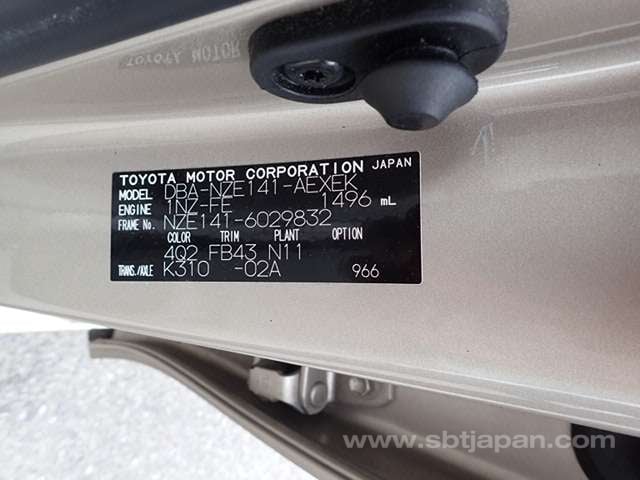 TOYOTA MOTOR CORPORATION JAPAN
MODEL DBA-NZE141-AEXEK
ENGINE 1NZ-FE 1496 mL
FRAME No. NZE141-6029832
COLOR TRIM PLANT OPTION
4Q2 FB43 N11
TRANS./AXLE K310 -02A 966
www.sbtjapan.com